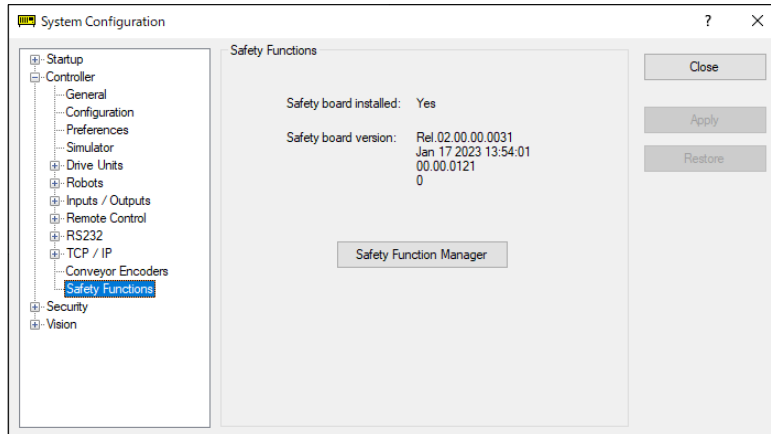 System Configuration
? ×
Startup
Controller
General
Configuration
Preferences
Simulator
Drive Units
Robots
Inputs / Outputs
Remote Control
RS232
TCP / IP
Conveyor Encoders
Safety Functions
Security
Vision
Safety Functions
Safety board installed: Yes
Safety board version: Rel.02.00.00.0031
Jan 17 2023 13:54:01
00.00.0121
0
Safety Function Manager
Close
Apply
Restore